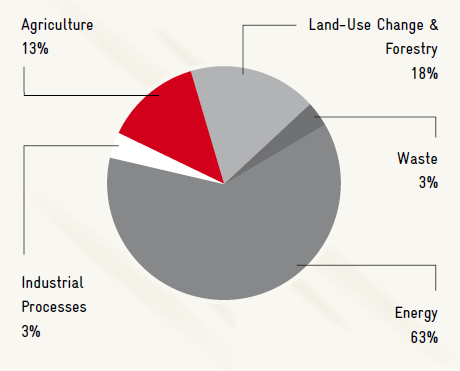 Agriculture
13%
Land-Use Change &
Forestry
18%
Waste
3%
Industrial
Processes
3%
Energy
63%